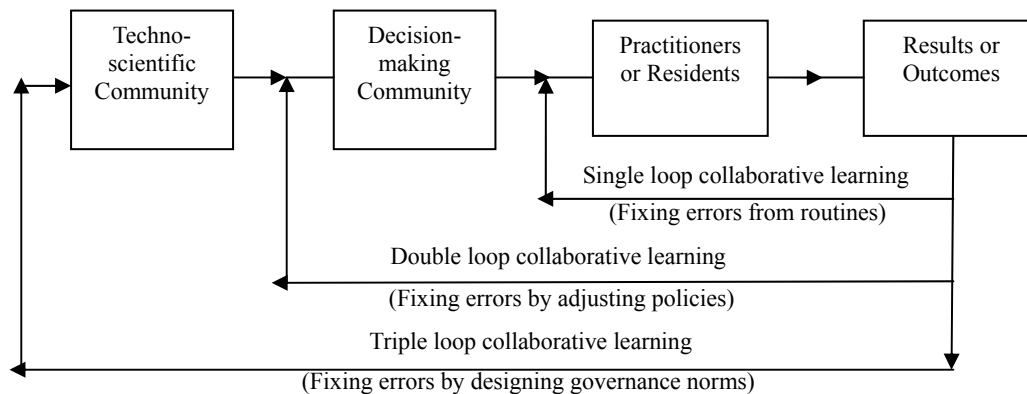 Techno-
scientific
Community
Decision-
making
Community
Practitioners
or Residents
Results or
Outcomes
Single loop collaborative learning
(Fixing errors from routines)
Double loop collaborative learning
(Fixing errors by adjusting policies)
Triple loop collaborative learning
(Fixing errors by designing governance norms)